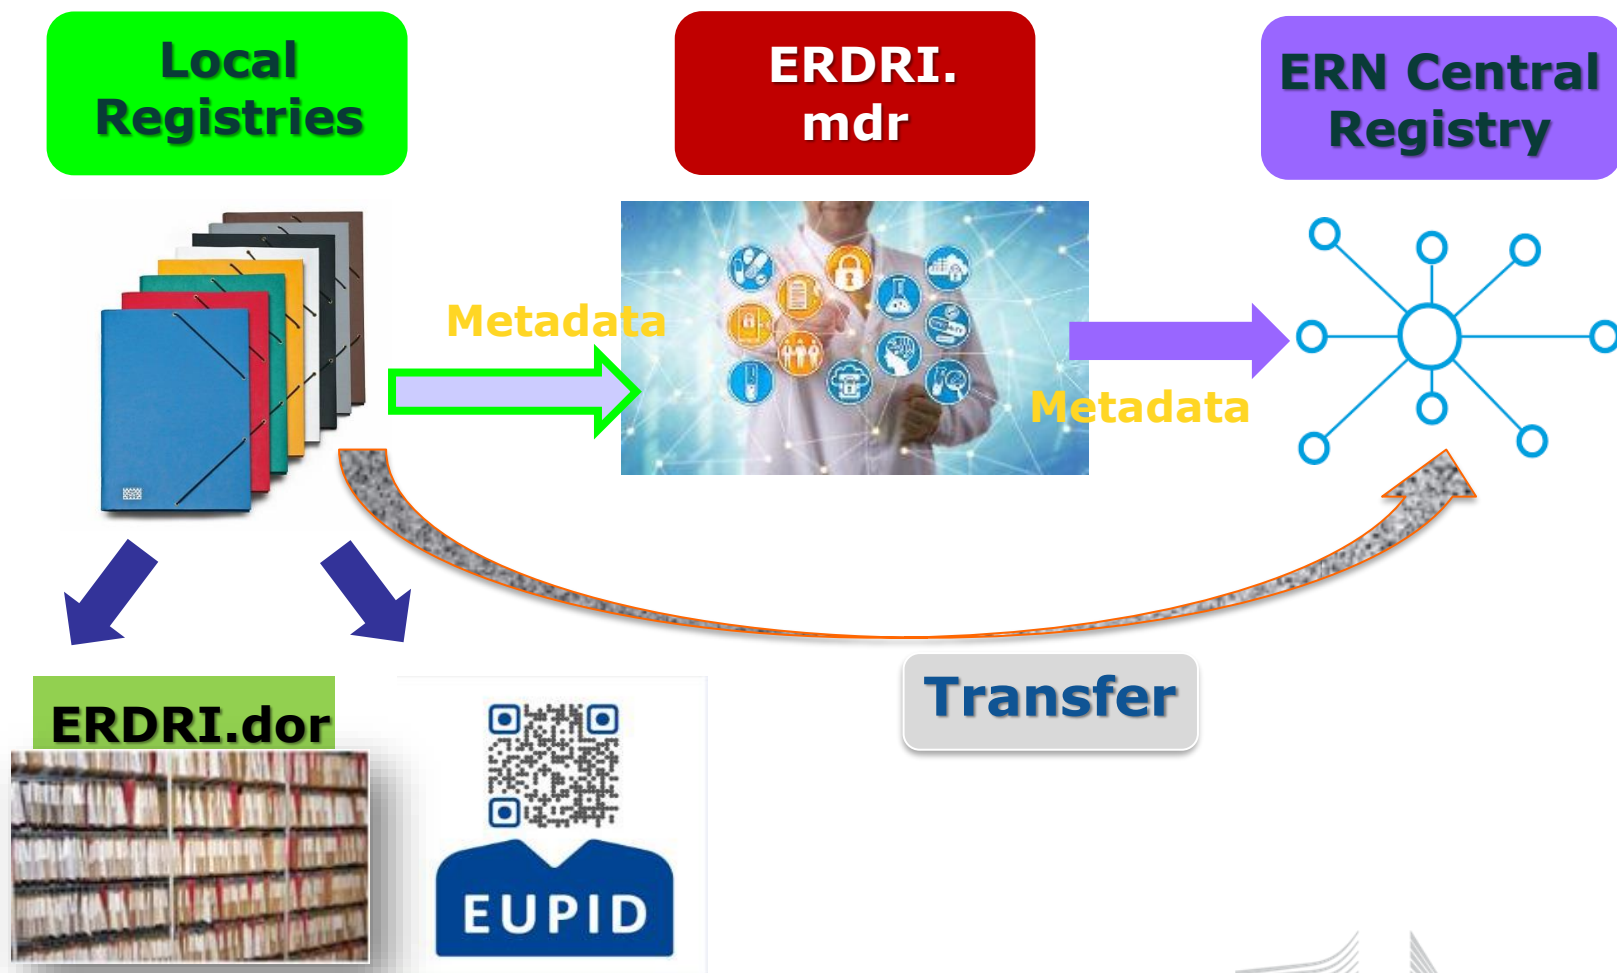 Local
Registries
ERDRI.
mdr
ERN Central
Registry
Metadata
Metadata
Transfer
ERDRI.dor
EUPID